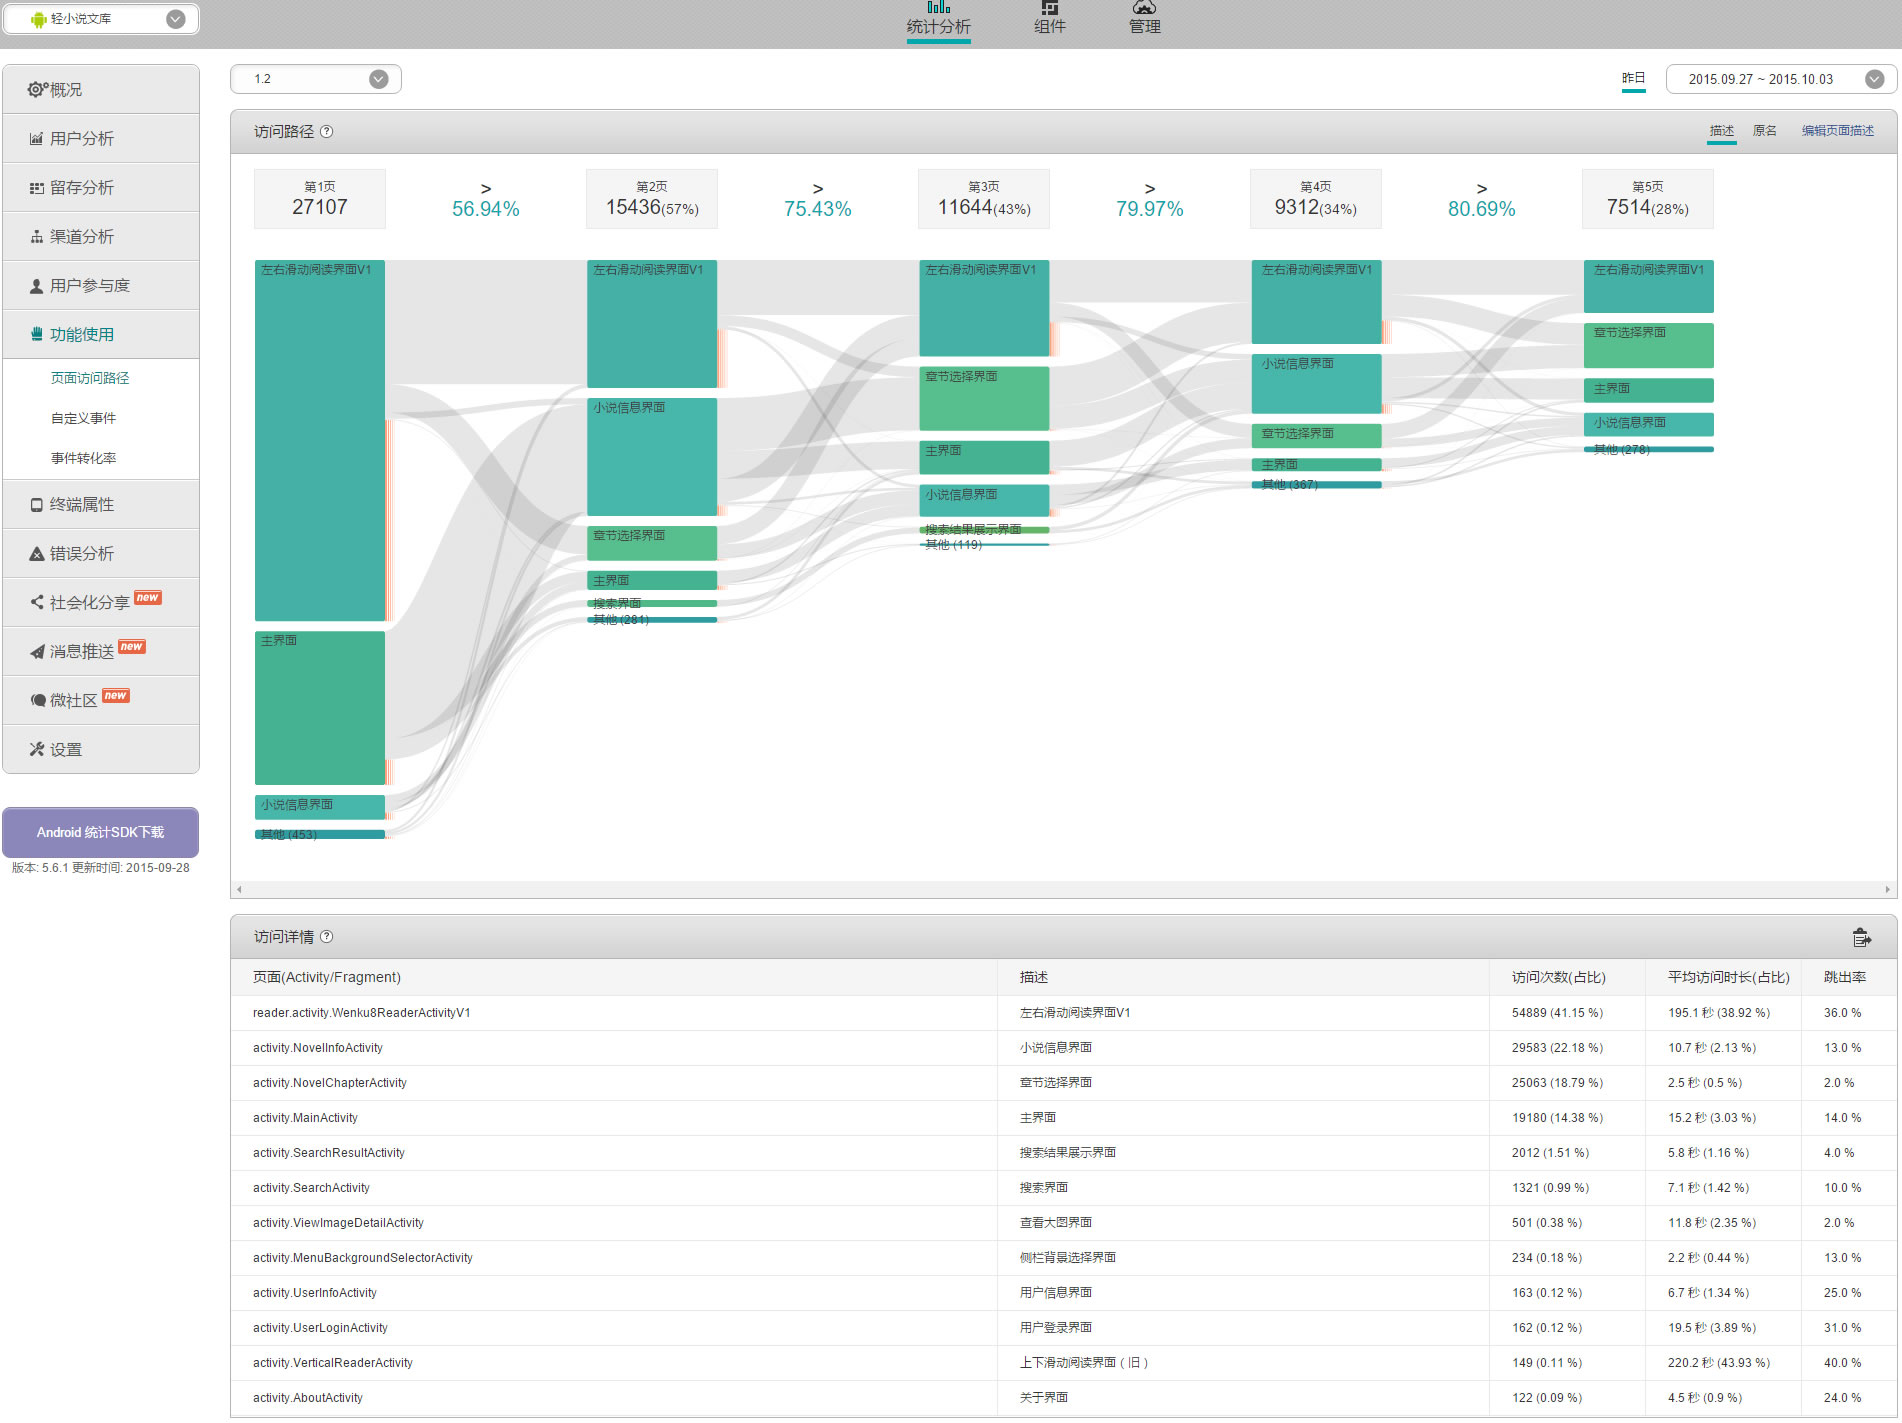 轻小说文库
统计分析
组件
管理
概况
用户分析
留存分析
渠道分析
用户参与度
功能使用
页面访问路径
自定义事件
事件转化率
终端属性
错误分析
社会化分享 new
消息推送 new
微社区 new
设置
Android 统计SDK下载
版本: 5.6.1 更新时间: 2015-09-28
1.2
昨日
2015.09.27 ~ 2015.10.03
访问路径 ?
描述 原名 编辑页面描述
第1页
27107
>
56.94%
第2页
15436(57%)
>
75.43%
第3页
11644(43%)
>
79.97%
第4页
9312(34%)
>
80.69%
第5页
7514(28%)
左右滑动阅读界面V1
主界面
小说信息界面
其他 (453)
左右滑动阅读界面V1
小说信息界面
章节选择界面
主界面
搜索界面
其他 (281)
左右滑动阅读界面V1
章节选择界面
主界面
小说信息界面
搜索结果展示界面
其他 (119)
左右滑动阅读界面V1
小说信息界面
章节选择界面
主界面
其他 (367)
左右滑动阅读界面V1
章节选择界面
主界面
小说信息界面
其他 (278)
访问详情 ?
页面(Activity/Fragment) 描述 访问次数(占比) 平均访问时长(占比) 跳出率
reader.activity.Wenku8ReaderActivityV1 左右滑动阅读界面V1 54889 (41.15 %) 195.1 秒 (38.92 %) 36.0 %
activity.NovelInfoActivity 小说信息界面 29583 (22.18 %) 10.7 秒 (2.13 %) 13.0 %
activity.NovelChapterActivity 章节选择界面 25063 (18.79 %) 2.5 秒 (0.5 %) 2.0 %
activity.MainActivity 主界面 19180 (14.38 %) 15.2 秒 (3.03 %) 14.0 %
activity.SearchResultActivity 搜索结果展示界面 2012 (1.51 %) 5.8 秒 (1.16 %) 4.0 %
activity.SearchActivity 搜索界面 1321 (0.99 %) 7.1 秒 (1.42 %) 10.0 %
activity.ViewImageDetailActivity 查看大图界面 501 (0.38 %) 11.8 秒 (2.35 %) 2.0 %
activity.MenuBackgroundSelectorActivity 侧栏背景选择界面 234 (0.18 %) 2.2 秒 (0.44 %) 13.0 %
activity.UserInfoActivity 用户信息界面 163 (0.12 %) 6.7 秒 (1.34 %) 25.0 %
activity.UserLoginActivity 用户登录界面 162 (0.12 %) 19.5 秒 (3.89 %) 31.0 %
activity.VerticalReaderActivity 上下滑动阅读界面（旧） 149 (0.11 %) 220.2 秒 (43.93 %) 40.0 %
activity.AboutActivity 关于界面 122 (0.09 %) 4.5 秒 (0.9 %) 24.0 %